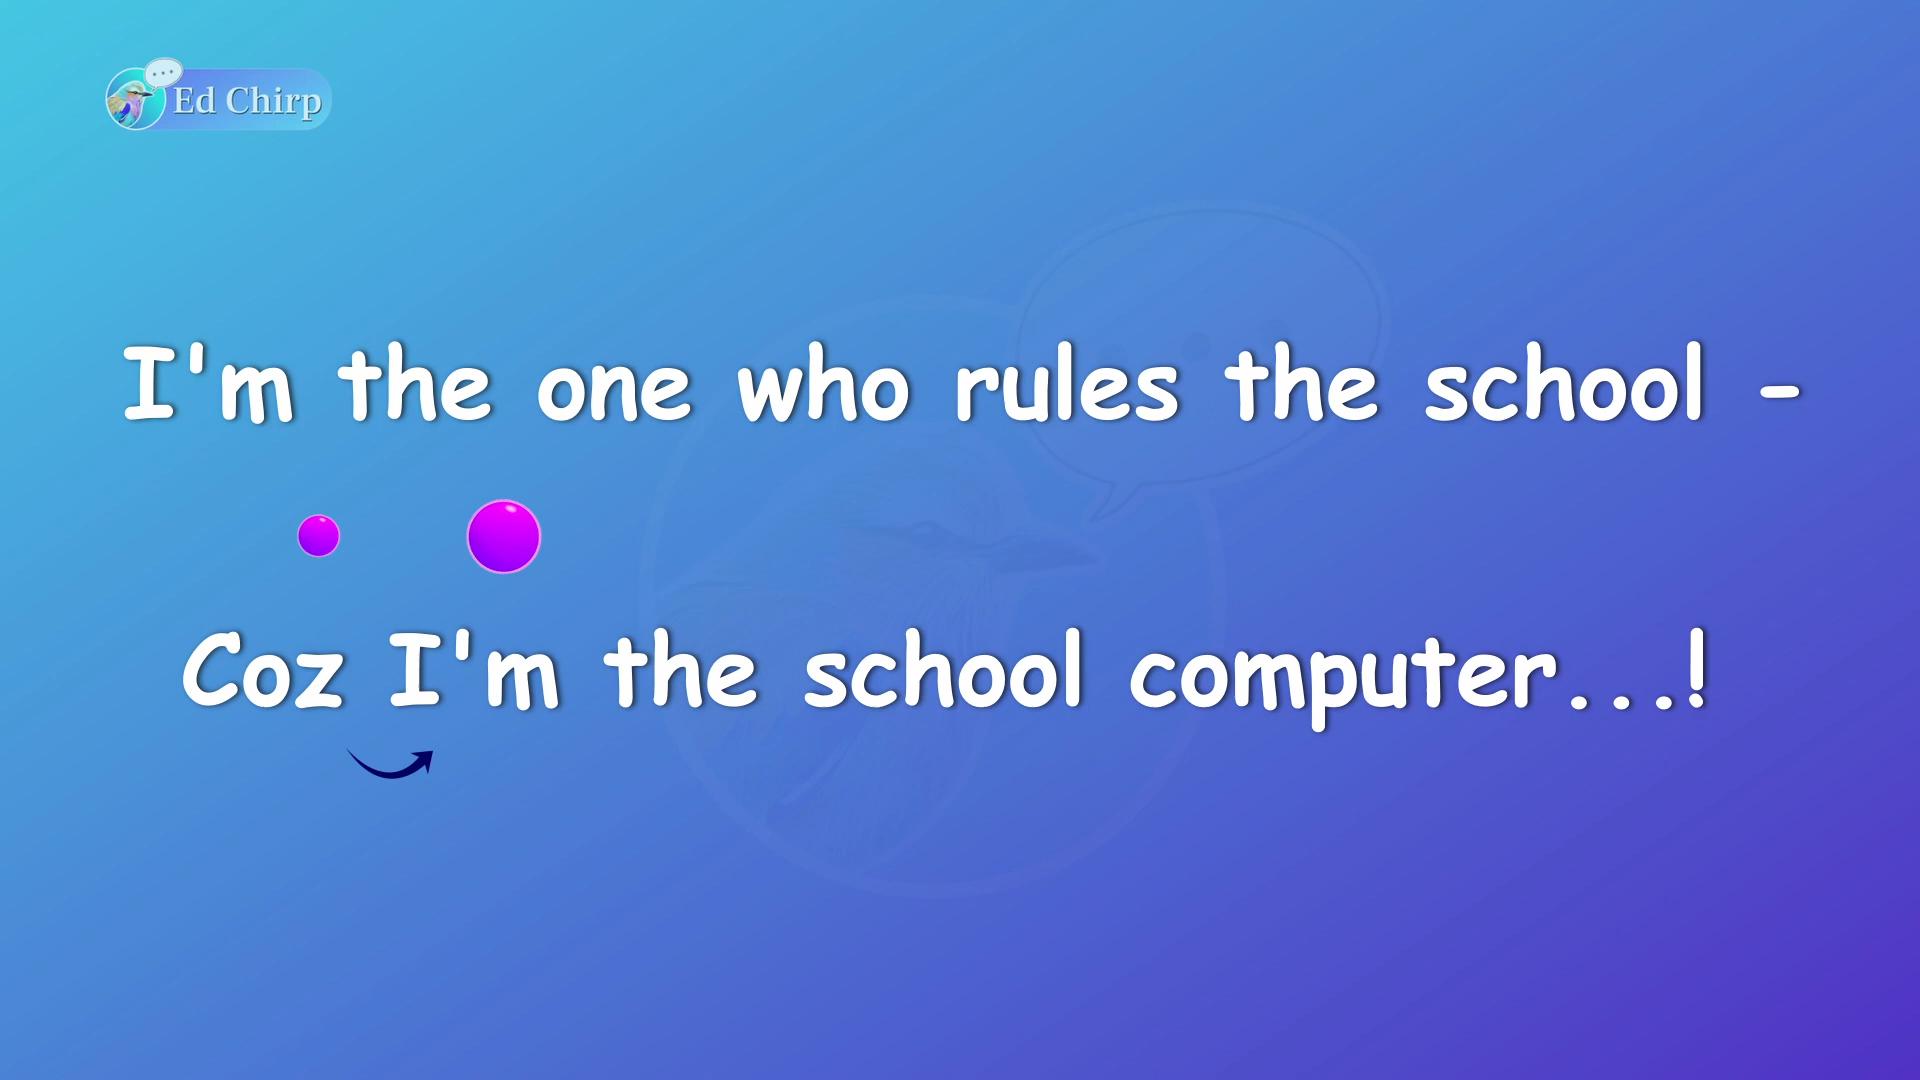 Ed Chirp
I'm the one who rules the school -
Coz I'm the school computer...!